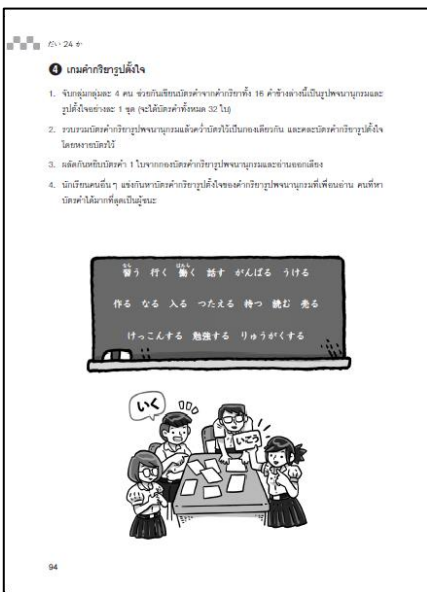 だい 24 か
4 เกมคำกริยารูปตั้งใจ
1. จับกลุ่มกลุ่มละ 4 คน ช่วยกันเขียนบัตรคำจากคำกริยาทั้ง 16 คำข้างล่างนี้เป็นรูปพจนานุกรมและ
รูปตั้งใจอย่างละ 1 ชุด (จะได้บัตรคำทั้งหมด 32 ใบ)
2. รวบรวมบัตรคำกริยารูปพจนานุกรมแล้วคว่ำบัตรไว้เป็นกองเดียวกัน และคละบัตรคำกริยารูปตั้งใจ
โดยหงายบัตรไว้
3. ผลัดกันหยิบบัตรคำ 1 ใบจากกองบัตรคำกริยารูปพจนานุกรมและอ่านออกเสียง
4. นักเรียนคนอื่น ๆ แข่งกันหาบัตรคำกริยารูปตั้งใจของคำกริยารูปพจนานุกรมที่เพื่อนอ่าน คนที่หา
บัตรคำได้มากที่สุดเป็นผู้ชนะ
なら はたら
習う 行く 働く 話す がんばる うける
作る なる 入る つたえる 待つ 読む 売る
けっこんする 勉強する りゅうがくする
いく
いこう
94